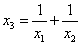 x₃ = 1/x₁ + 1/x₂